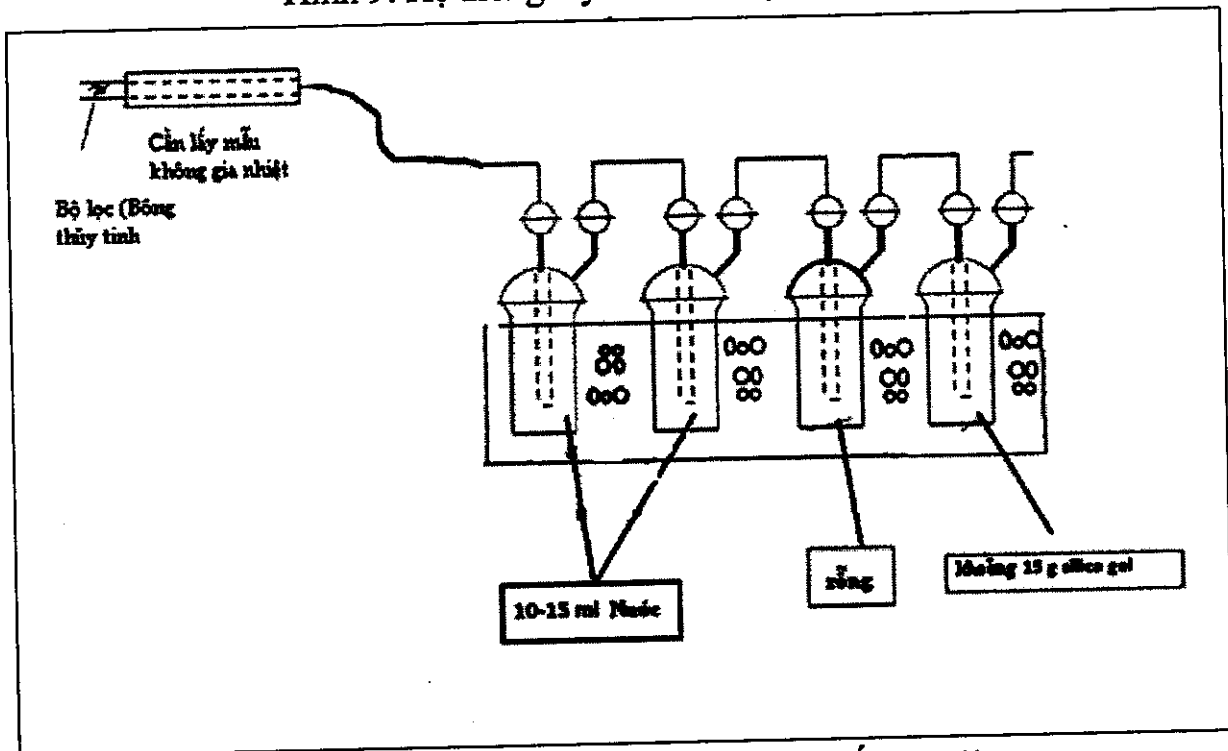 Cần lấy mẫu
không gia nhiệt
Bộ lọc (Bông
thủy tinh
10-15 ml Nước
rỗng
khoảng 15 g silica gel